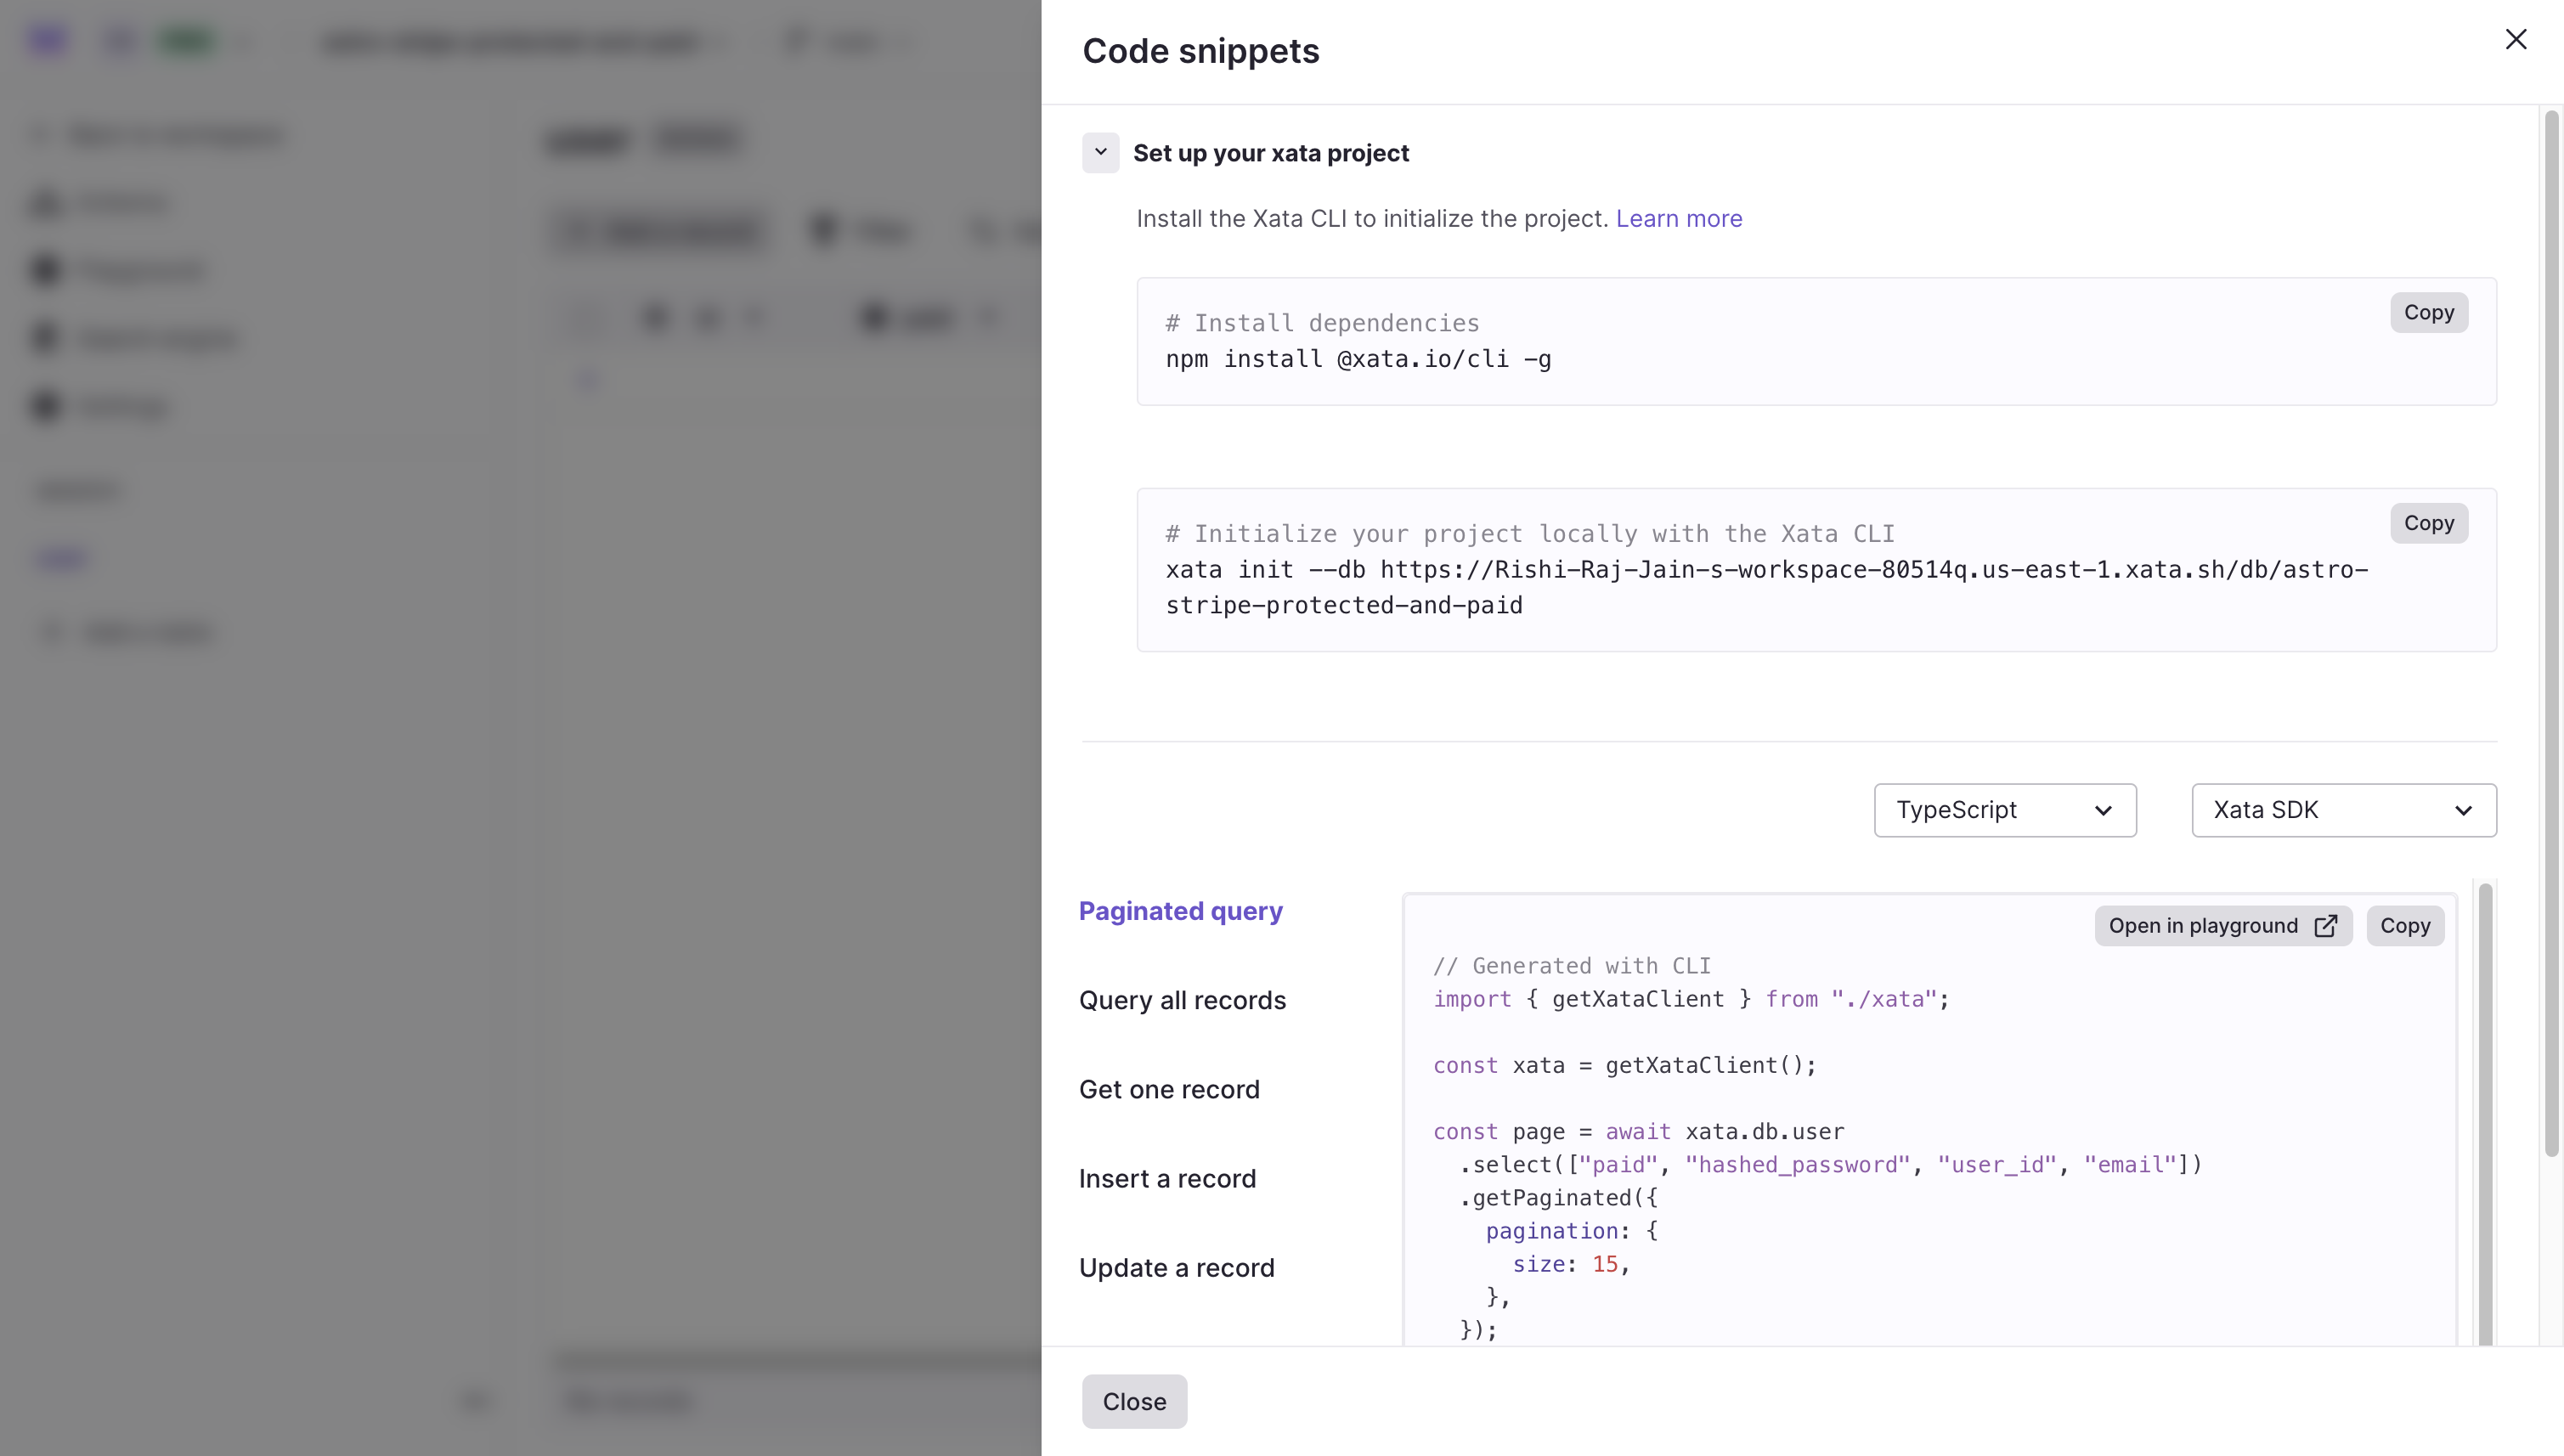 Code snippets
Set up your xata project
Install the Xata CLI to initialize the project. Learn more
Copy
# Install dependencies
npm install @xata.io/cli -g
Copy
# Initialize your project locally with the Xata CLI
xata init --db https://Rishi-Raj-Jain-s-workspace-80514q.us-east-1.xata.sh/db/astro-
stripe-protected-and-paid
TypeScript
Xata SDK
Paginated query
Query all records
Get one record
Insert a record
Update a record
Open in playground
Copy
// Generated with CLI
import { getXataClient } from "./xata";
const xata = getXataClient();
const page = await xata.db.user
.select(["paid", "hashed_password", "user_id", "email"])
.getPaginated({
pagination: {
size: 15,
},
});
Close